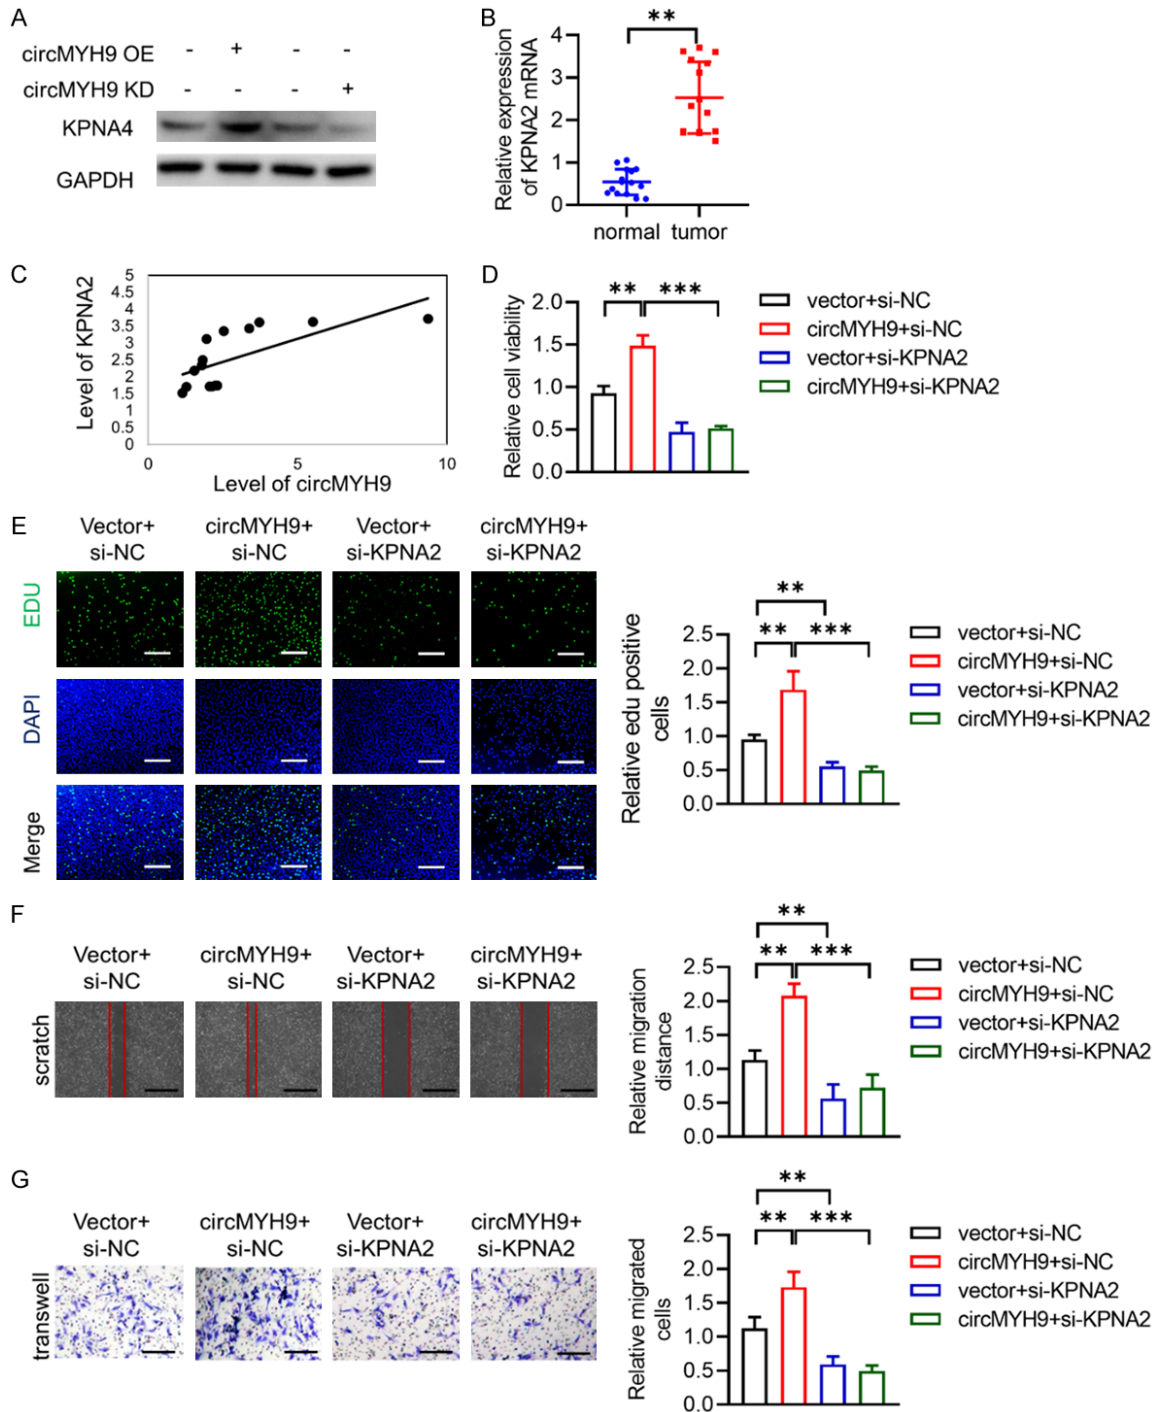 A
circMYH9 OE - + - -
circMYH9 KD - - - +
KPNA4
GAPDH
B
**
Relative expression
of KPNA2 mRNA
4
3
2
1
0
normal tumor
C
Level of KPNA2
5
4.5
4
3.5
3
2.5
2
1.5
1
0.5
0
0 5 10
Level of circMYH9
D
** ***
Relative cell viability
2.0
1.5
1.0
0.5
0.0
vector+si-NC
circMYH9+si-NC
vector+si-KPNA2
circMYH9+si-KPNA2
E
Vector+ circMYH9+ Vector+ circMYH9+
si-NC si-NC si-KPNA2 si-KPNA2
EDU
DAPI
Merge
**
** ***
Relative edu positive
cells
2.5
2.0
1.5
1.0
0.5
0.0
vector+si-NC
circMYH9+si-NC
vector+si-KPNA2
circMYH9+si-KPNA2
F
Vector+ circMYH9+ Vector+ circMYH9+
si-NC si-NC si-KPNA2 si-KPNA2
scratch
**
** ***
Relative migration
distance
2.5
2.0
1.5
1.0
0.5
0.0
vector+si-NC
circMYH9+si-NC
vector+si-KPNA2
circMYH9+si-KPNA2
G
Vector+ circMYH9+ Vector+ circMYH9+
si-NC si-NC si-KPNA2 si-KPNA2
transwell
**
** ***
Relative migrated
cells
2.5
2.0
1.5
1.0
0.5
0.0
vector+si-NC
circMYH9+si-NC
vector+si-KPNA2
circMYH9+si-KPNA2